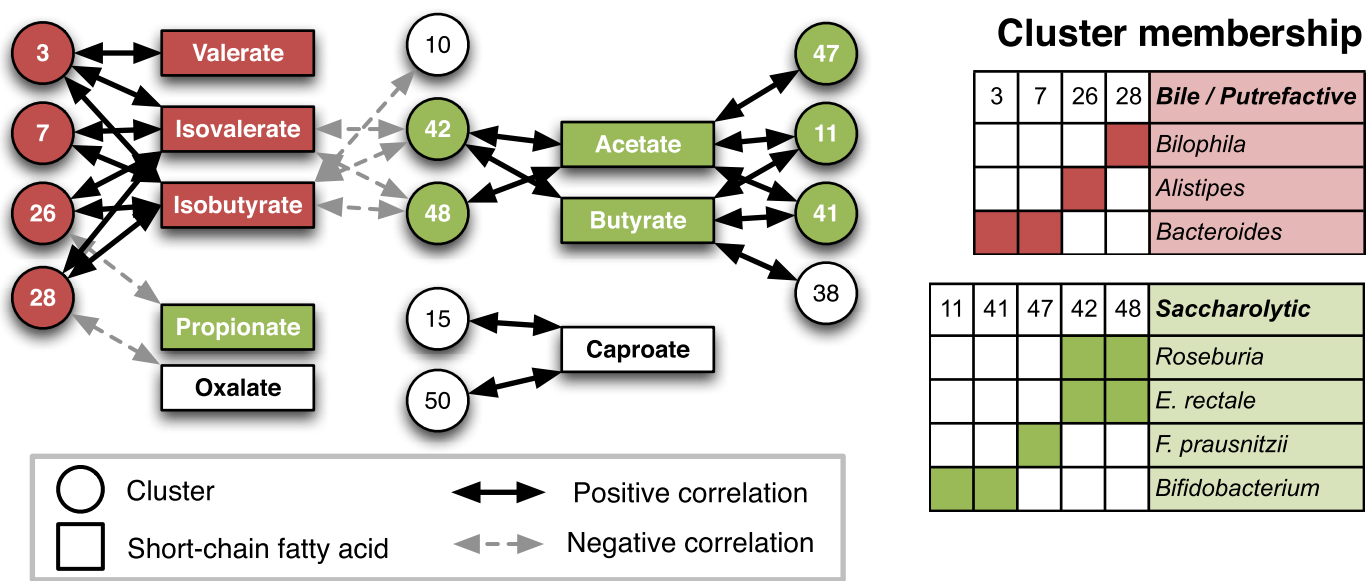 3
Valerate
7
Isovalerate
26
Isobutyrate
28
Propionate
Oxalate
10
42
48
15
50
Acetate
Butyrate
Caproate
47
11
41
38
Cluster
Short-chain fatty acid
Positive correlation
Negative correlation
Cluster membership
3 7 26 28 Bile / Putrefactive
Bilophila
Alistipes
Bacteroides
11 41 47 42 48 Saccharolytic
Roseburia
E. rectale
F. prausnitzii
Bifidobacterium